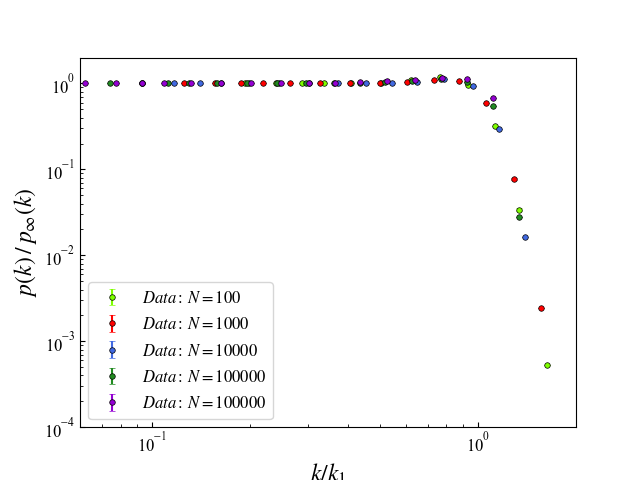 p(k) / p∞(k)
10⁰
10⁻¹
10⁻²
10⁻³
10⁻⁴
Data: N = 100
Data: N = 1000
Data: N = 10000
Data: N = 100000
Data: N = 100000
10⁻¹ 10⁰
k/k₁